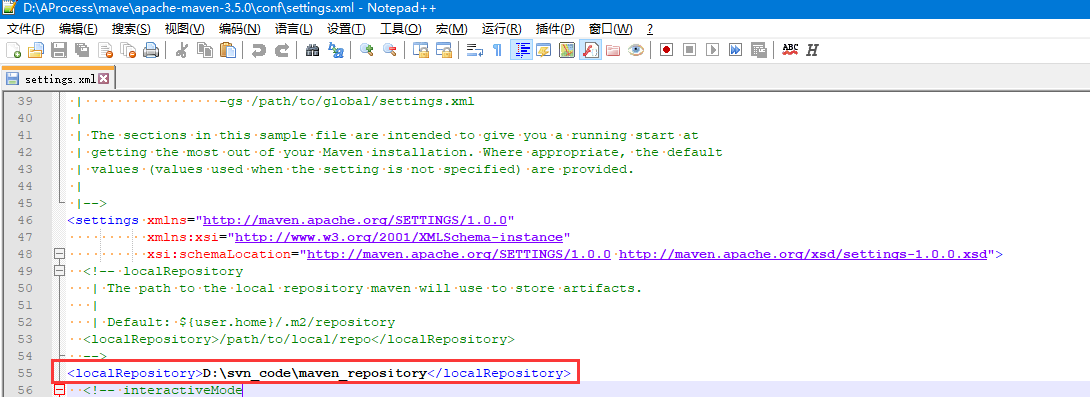 D:\AProcess\mave\apache-maven-3.5.0\conf\settings.xml - Notepad++
文件(F) 编辑(E) 搜索(S) 视图(V) 编码(N) 语言(L) 设置(T) 工具(O) 宏(M) 运行(R) 插件(P) 窗口(W) ?
ABC H
settings.xml
39 | -gs /path/to/global/settings.xml
40 |
41 | The sections in this sample file are intended to give you a running start at
42 | getting the most out of your Maven installation. Where appropriate, the default
43 | values (values used when the setting is not specified) are provided.
44 |
45 |-->
46 <settings xmlns="http://maven.apache.org/SETTINGS/1.0.0"
47 xmlns:xsi="http://www.w3.org/2001/XMLSchema-instance"
48 xsi:schemaLocation="http://maven.apache.org/SETTINGS/1.0.0 http://maven.apache.org/xsd/settings-1.0.0.xsd">
49 <!-- localRepository
50 | The path to the local repository maven will use to store artifacts.
51 |
52 | Default: ${user.home}/.m2/repository
53 <localRepository>/path/to/local/repo</localRepository>
54 -->
55 <localRepository>D:\svn_code\maven_repository</localRepository>
56 <!-- interactiveMode